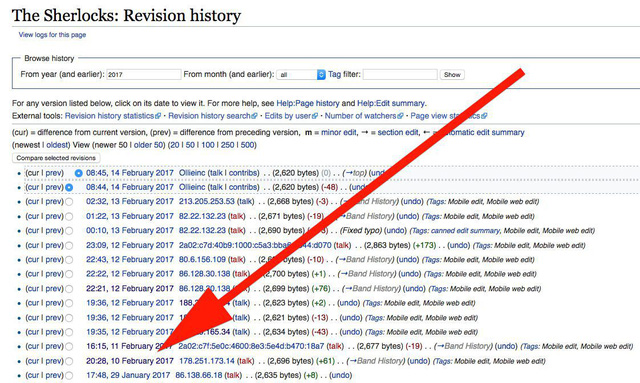 The Sherlocks: Revision history
View logs for this page
Browse history
From year (and earlier): 2017 From month (and earlier): all Tag filter: Show
For any version listed below, click on its date to view it. For more help, see Help:Page history and Help:Edit summary.
External tools: Revision history statistics · Revision history search · Edits by user · Number of watchers · Page view statistics
(cur) = difference from current version, (prev) = difference from preceding version, m = minor edit, → = section edit, ← = automatic edit summary
(newest | oldest) View (newer 50 | older 50) (20 | 50 | 100 | 250 | 500)
Compare selected revisions
(cur | prev) 08:45, 14 February 2017 Ollieinc (talk | contribs) . . (2,620 bytes) (0) . . (→top) (undo)
(cur | prev) 08:44, 14 February 2017 Ollieinc (talk | contribs) . . (2,620 bytes) (-48) . . (undo)
(cur | prev) 02:32, 13 February 2017 213.205.253.53 (talk) . . (2,668 bytes) (-3) . . (→Band History) (undo) (Tags: Mobile edit, Mobile web edit)
(cur | prev) 01:22, 13 February 2017 82.22.132.23 (talk) . . (2,671 bytes) (-19) . . (→Band History) (undo) (Tags: Mobile edit, Mobile web edit)
(cur | prev) 00:10, 13 February 2017 82.22.132.23 (talk) . . (2,690 bytes) . . (Fixed typo) (undo) (Tags: canned edit summary, Mobile edit, Mobile web edit)
(cur | prev) 23:09, 12 February 2017 2a02:c7d:40b9:1000:c5a3:bba 44:d070 (talk) . . (2,863 bytes) (+173) . . (undo) (Tags: Mobile edit, Mobile web edit)
(cur | prev) 22:43, 12 February 2017 80.6.156.109 (talk) . . (2,6 bytes) (-10) . . (→Band History) (undo) (Tags: Mobile edit, Mobile web edit)
(cur | prev) 22:22, 12 February 2017 86.128.30.138 (talk) . . (2,700 bytes) (+1) . . (→Band History) (undo) (Tags: Mobile edit, Mobile web edit)
(cur | prev) 22:21, 12 February 2017 86.128.30.138 (talk) . . (2,699 bytes) (+76) . . (→Band History) (undo) (Tags: Mobile edit, Mobile web edit)
(cur | prev) 19:36, 12 February 2017 188. (talk) . . (2,623 bytes) (+2) . . (undo) (Tags: Mobile edit, Mobile web edit)
(cur | prev) 19:36, 12 February 2017 (talk) . . (2,621 bytes) (-13) . . (undo) (Tags: Mobile edit, Mobile web edit)
(cur | prev) 19:35, 12 February 2017 165.34 (talk) . . (2,634 bytes) (-43) . . (undo) (Tags: Mobile edit, Mobile web edit)
(cur | prev) 16:15, 11 February 2017 2a02:c7f:5e0c:4600:8e3:5e4d:b470:18a7 (talk) . . (2,677 bytes) (-19) . . (→Band History) (undo) (Tags: Mobile edit, Mobile web edit)
(cur | prev) 20:28, 10 February 2017 178.251.173.14 (talk) . . (2,696 bytes) (+61) . . (→Band History) (undo) (Tags: Mobile edit, Mobile web edit)
(cur | prev) 17:48, 29 January 2017 86.138.66.18 (talk) . . (2,635 bytes) (+8) . . (undo)